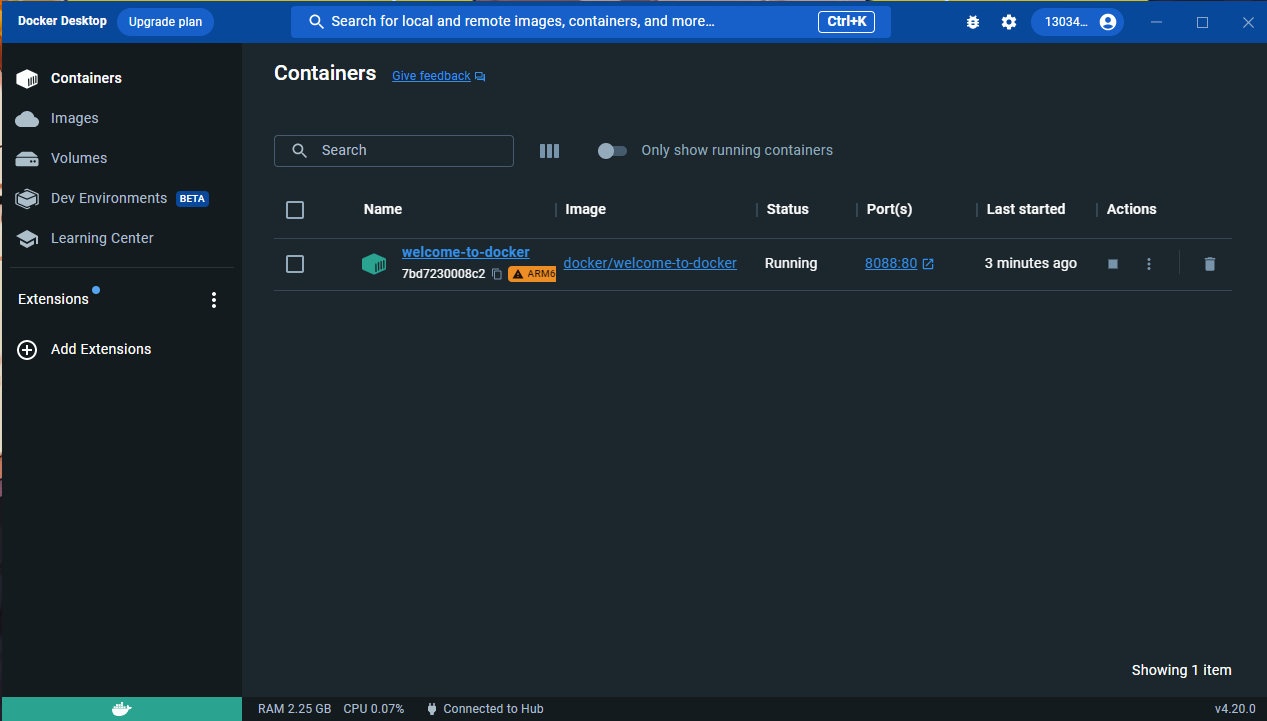 Docker Desktop Upgrade plan Search for local and remote images, containers, and more... Ctrl+K 13034...
Containers
Images
Volumes
Dev Environments BETA
Learning Center
Extensions
Add Extensions
Containers Give feedback
Search Only show running containers
Name Image Status Port(s) Last started Actions
welcome-to-docker
7bd7230008c2 ARM6
docker/welcome-to-docker Running 8088:80 3 minutes ago
Showing 1 item
RAM 2.25 GB CPU 0.07% Connected to Hub v4.20.0